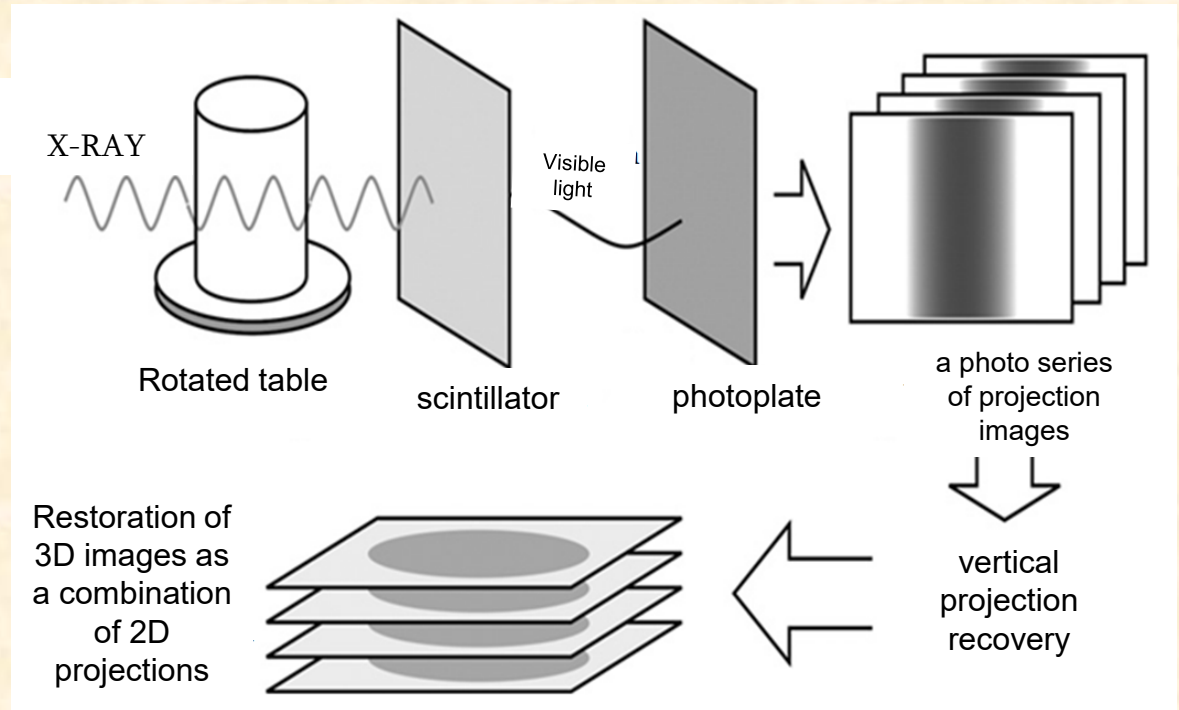 X-RAY
Visible
light
Rotated table
scintillator
photoplate
a photo series
of projection
images
Restoration of
3D images as
a combination
of 2D
projections
vertical
projection
recovery